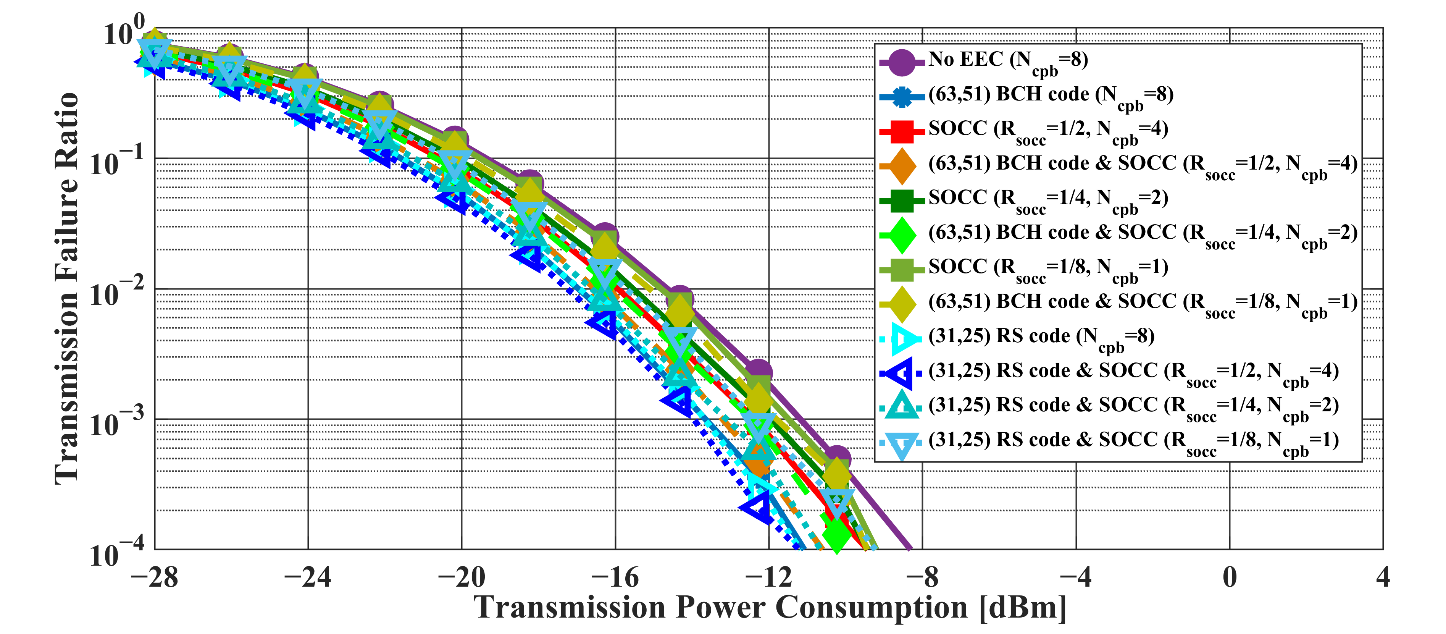 10^0
10^-1
10^-2
10^-3
10^-4
Transmission Failure Ratio
No EEC (N_cpb=8)
(63,51) BCH code (N_cpb=8)
SOCC (R_socc=1/2, N_cpb=4)
(63,51) BCH code & SOCC (R_socc=1/2, N_cpb=4)
SOCC (R_socc=1/4, N_cpb=2)
(63,51) BCH code & SOCC (R_socc=1/4, N_cpb=2)
SOCC (R_socc=1/8, N_cpb=1)
(63,51) BCH code & SOCC (R_socc=1/8, N_cpb=1)
(31,25) RS code (N_cpb=8)
(31,25) RS code & SOCC (R_socc=1/2, N_cpb=4)
(31,25) RS code & SOCC (R_socc=1/4, N_cpb=2)
(31,25) RS code & SOCC (R_socc=1/8, N_cpb=1)
−28 −24 −20 −16 −12 −8 −4 0 4
Transmission Power Consumption [dBm]